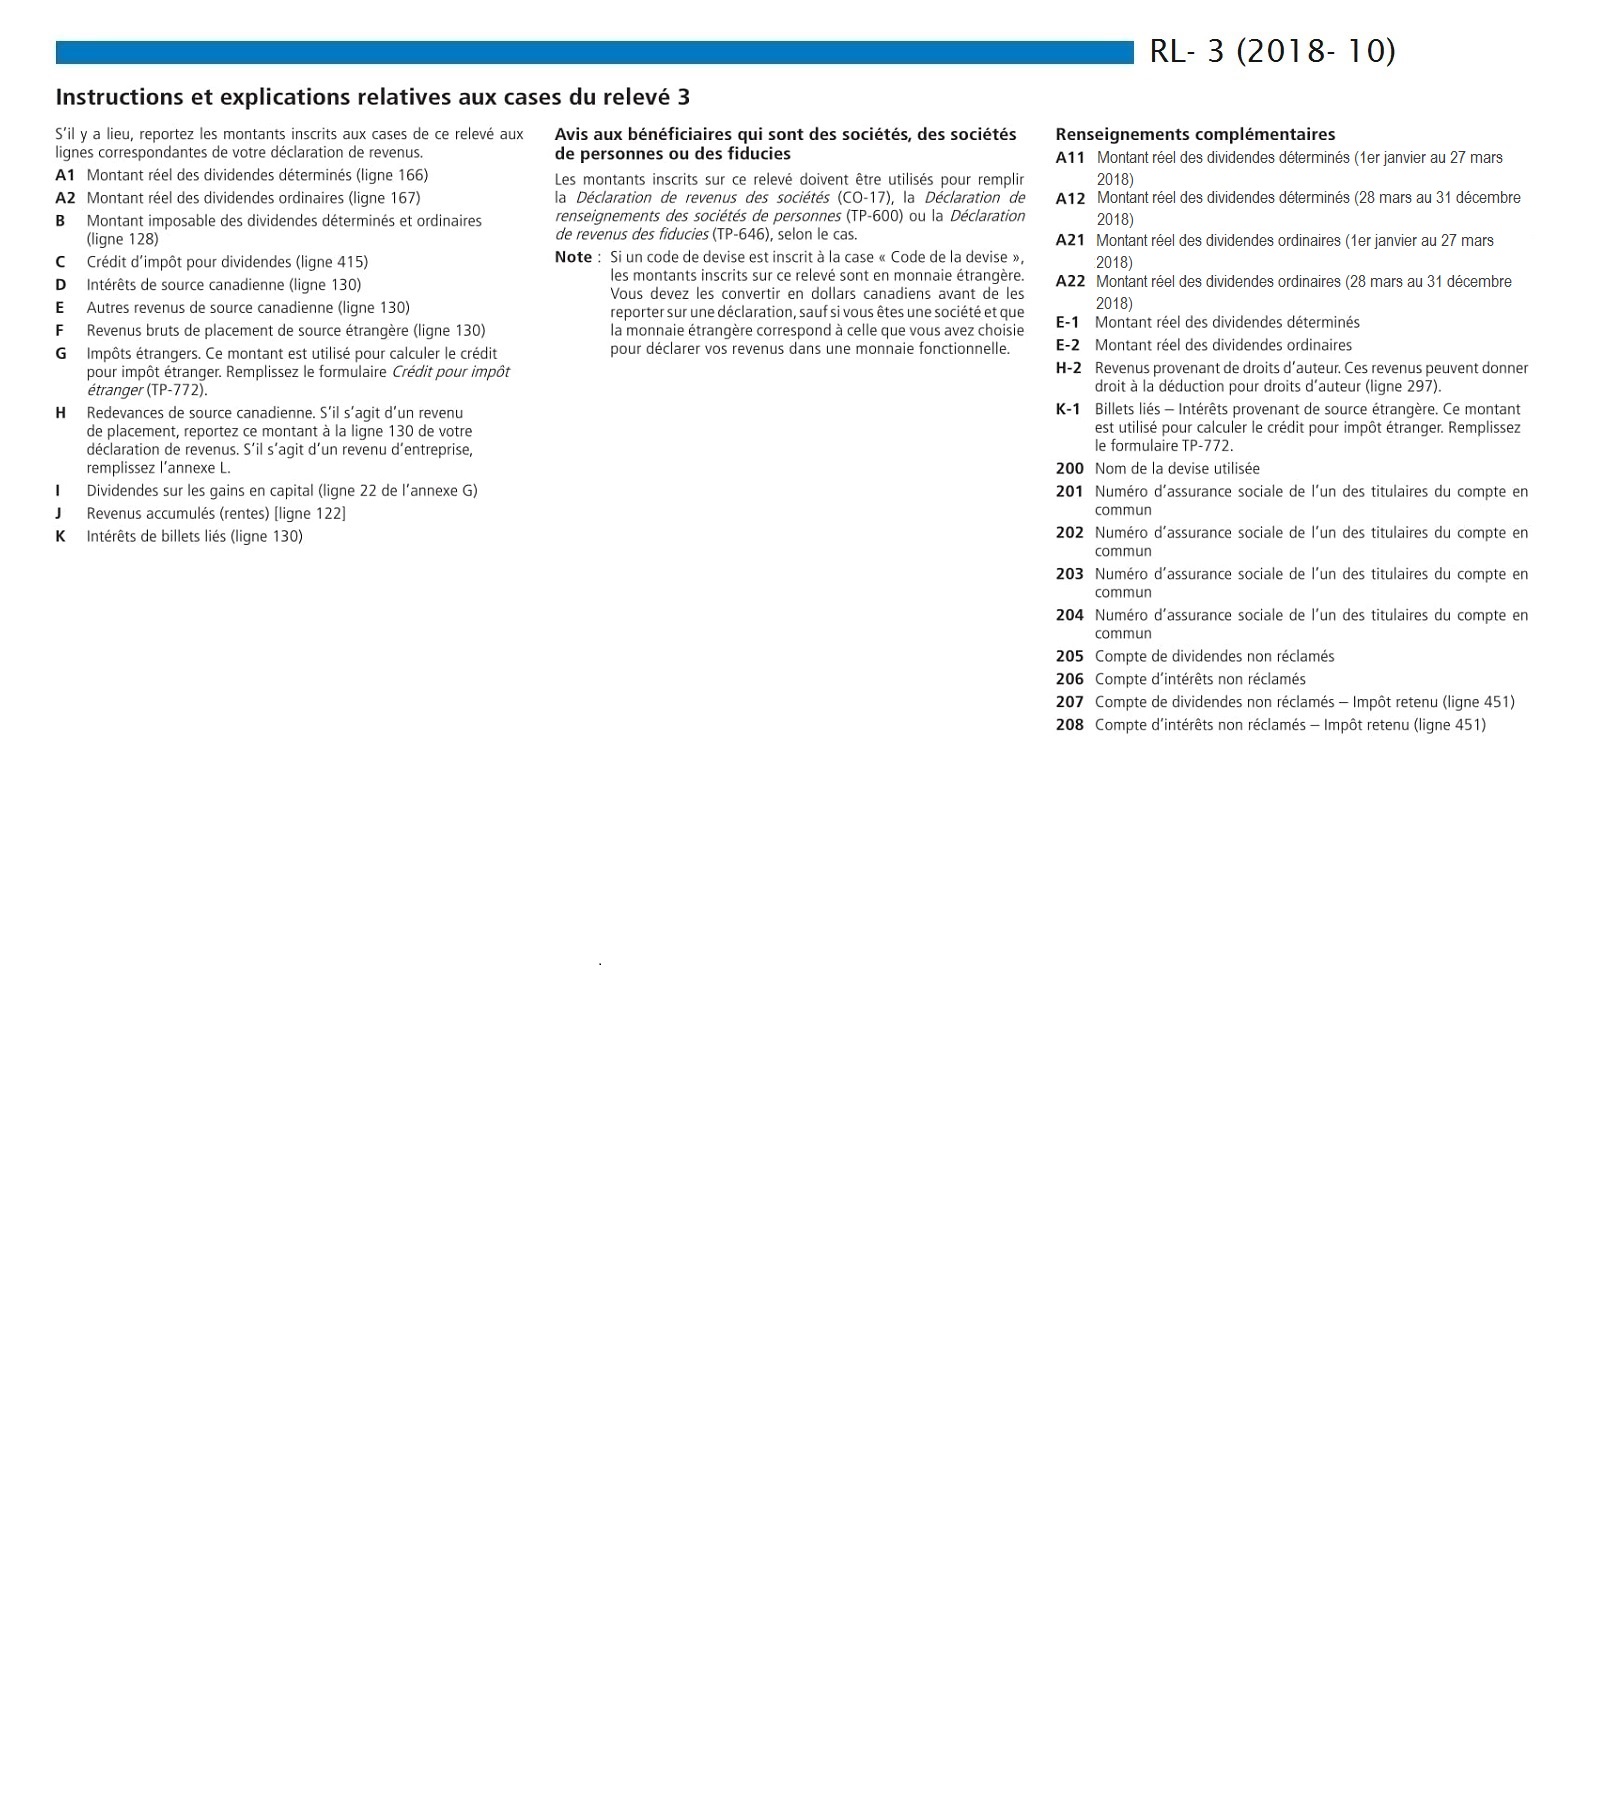 RL- 3 (2018- 10)
Instructions et explications relatives aux cases du relevé 3
S'il y a lieu, reportez les montants inscrits aux cases de ce relevé aux
lignes correspondantes de votre déclaration de revenus.
A1 Montant réel des dividendes déterminés (ligne 166)
A2 Montant réel des dividendes ordinaires (ligne 167)
B Montant imposable des dividendes déterminés et ordinaires
(ligne 128)
C Crédit d'impôt pour dividendes (ligne 415)
D Intérêts de source canadienne (ligne 130)
E Autres revenus de source canadienne (ligne 130)
F Revenus bruts de placement de source étrangère (ligne 130)
G Impôts étrangers. Ce montant est utilisé pour calculer le crédit
pour impôt étranger. Remplissez le formulaire Crédit pour impôt
étranger (TP-772).
H Redevances de source canadienne. S'il s'agit d'un revenu
de placement, reportez ce montant à la ligne 130 de votre
déclaration de revenus. S'il s'agit d'un revenu d'entreprise,
remplissez l'annexe L.
I Dividendes sur les gains en capital (ligne 22 de l'annexe G)
J Revenus accumulés (rentes) [ligne 122]
K Intérêts de billets liés (ligne 130)
Avis aux bénéficiaires qui sont des sociétés, des sociétés
de personnes ou des fiducies
Les montants inscrits sur ce relevé doivent être utilisés pour remplir
la Déclaration de revenus des sociétés (CO-17), la Déclaration de
renseignements des sociétés de personnes (TP-600) ou la Déclaration
de revenus des fiducies (TP-646), selon le cas.
Note : Si un code de devise est inscrit à la case « Code de la devise »,
les montants inscrits sur ce relevé sont en monnaie étrangère.
Vous devez les convertir en dollars canadiens avant de les
reporter sur une déclaration, sauf si vous êtes une société et que
la monnaie étrangère correspond à celle que vous avez choisie
pour déclarer vos revenus dans une monnaie fonctionnelle.
Renseignements complémentaires
A11 Montant réel des dividendes déterminés (1er janvier au 27 mars
2018)
A12 Montant réel des dividendes déterminés (28 mars au 31 décembre
2018)
A21 Montant réel des dividendes ordinaires (1er janvier au 27 mars
2018)
A22 Montant réel des dividendes ordinaires (28 mars au 31 décembre
2018)
E-1 Montant réel des dividendes déterminés
E-2 Montant réel des dividendes ordinaires
H-2 Revenus provenant de droits d'auteur. Ces revenus peuvent donner
droit à la déduction pour droits d'auteur (ligne 297).
K-1 Billets liés – Intérêts provenant de source étrangère. Ce montant
est utilisé pour calculer le crédit pour impôt étranger. Remplissez
le formulaire TP-772.
200 Nom de la devise utilisée
201 Numéro d'assurance sociale de l'un des titulaires du compte en
commun
202 Numéro d'assurance sociale de l'un des titulaires du compte en
commun
203 Numéro d'assurance sociale de l'un des titulaires du compte en
commun
204 Numéro d'assurance sociale de l'un des titulaires du compte en
commun
205 Compte de dividendes non réclamés
206 Compte d'intérêts non réclamés
207 Compte de dividendes non réclamés – Impôt retenu (ligne 451)
208 Compte d'intérêts non réclamés – Impôt retenu (ligne 451)